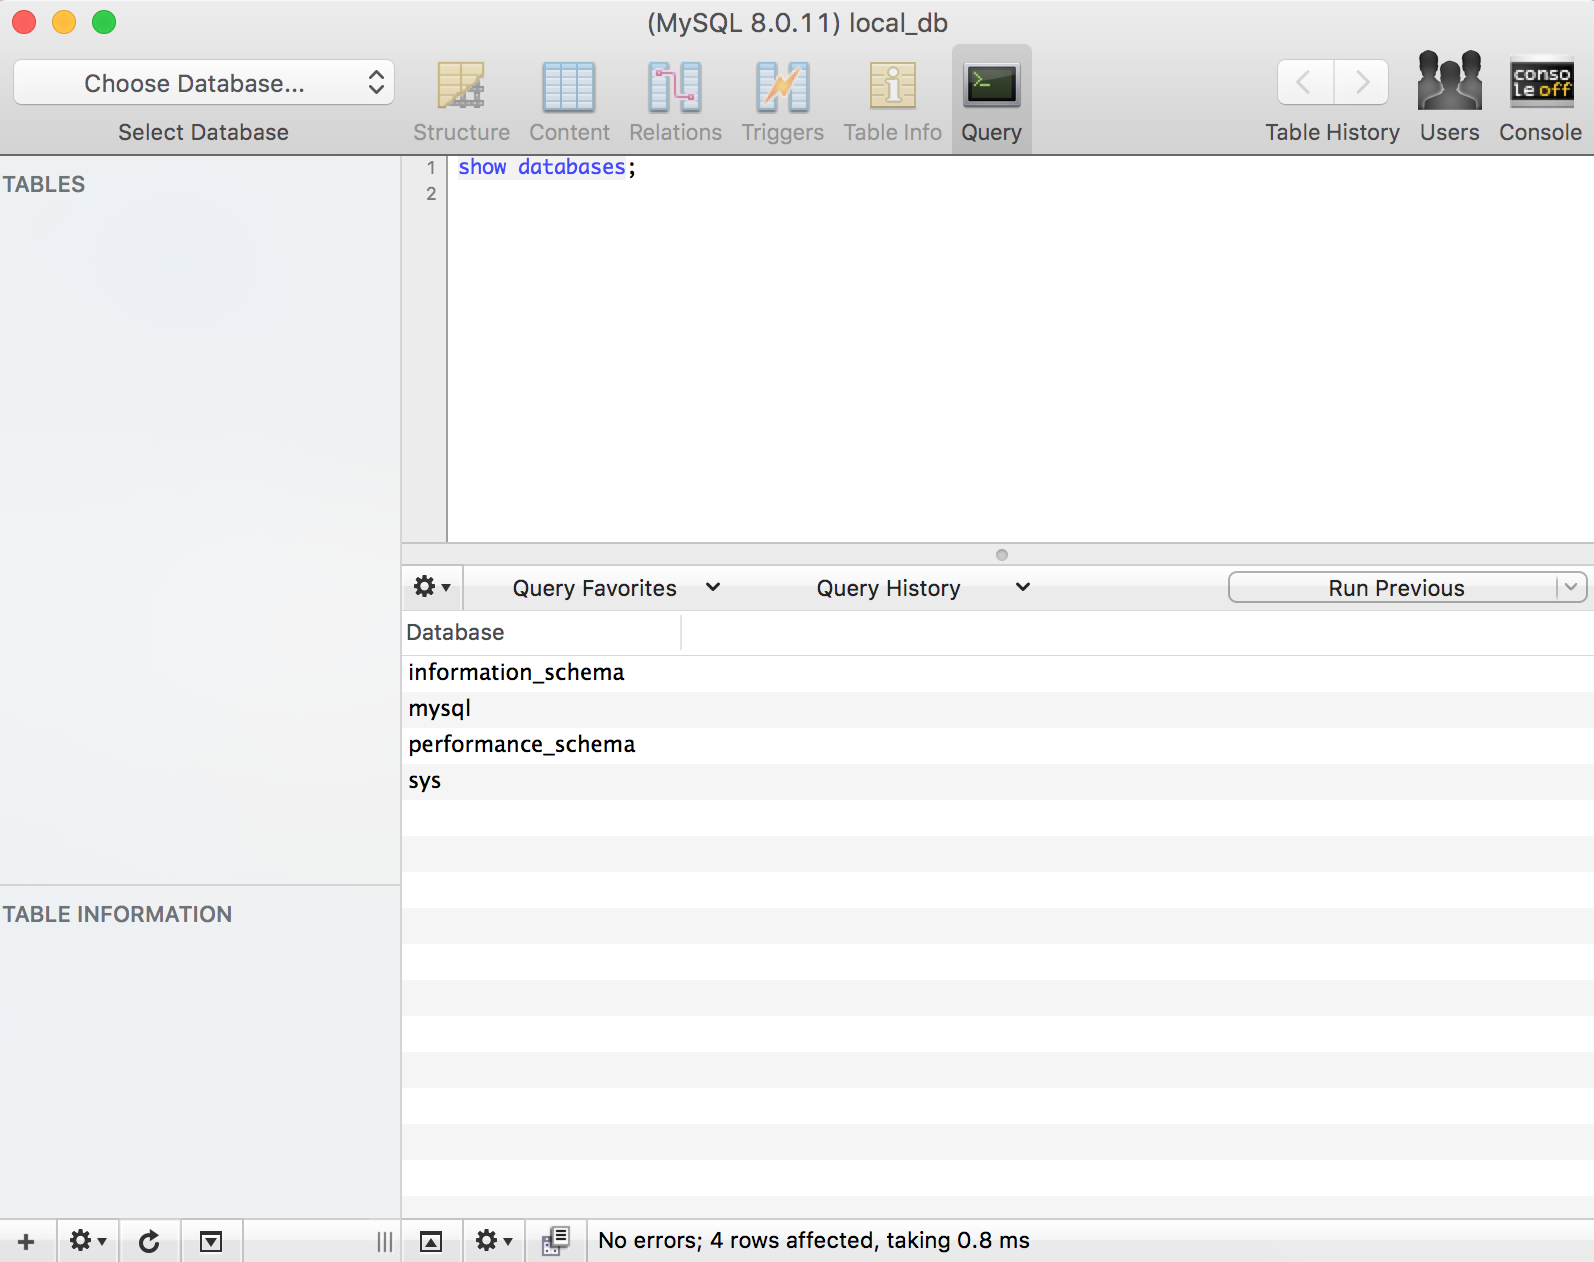 (MySQL 8.0.11) local_db
Choose Database...
Select Database
Structure
Content
Relations
Triggers
Table Info
Query
Table History
Users
conso
le off
Console
TABLES
1 show databases;
2
Query Favorites
Query History
Run Previous
Database
information_schema
mysql
performance_schema
sys
TABLE INFORMATION
No errors; 4 rows affected, taking 0.8 ms